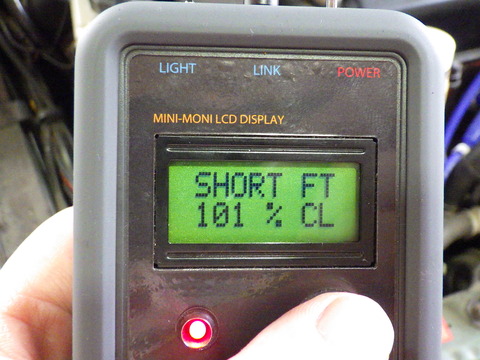 LIGHT LINK POWER
MINI-MONI LCD DISPLAY
SHORT FT
101 % CL